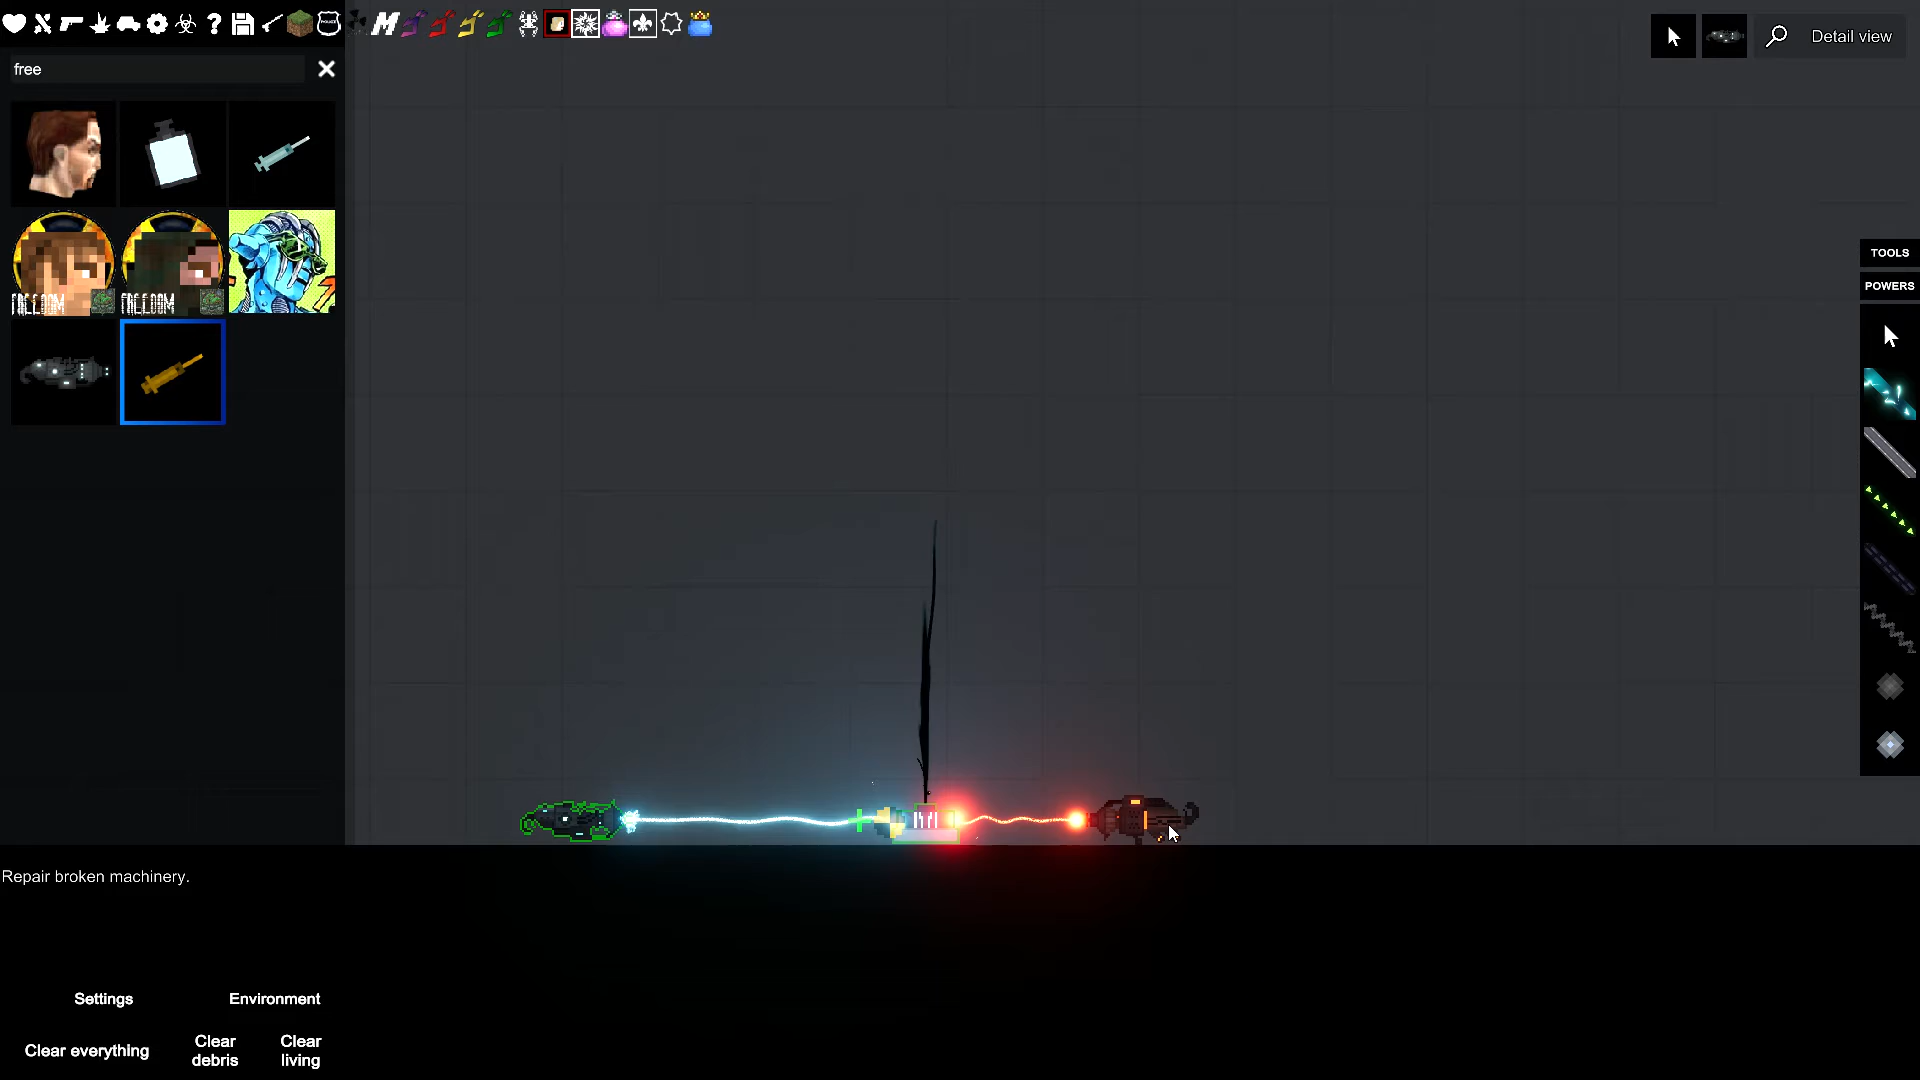 Detail view
free
TOOLS
POWERS
FREEDOM
FREEDOM
Repair broken machinery.
Settings
Environment
Clear everything
Clear debris
Clear living